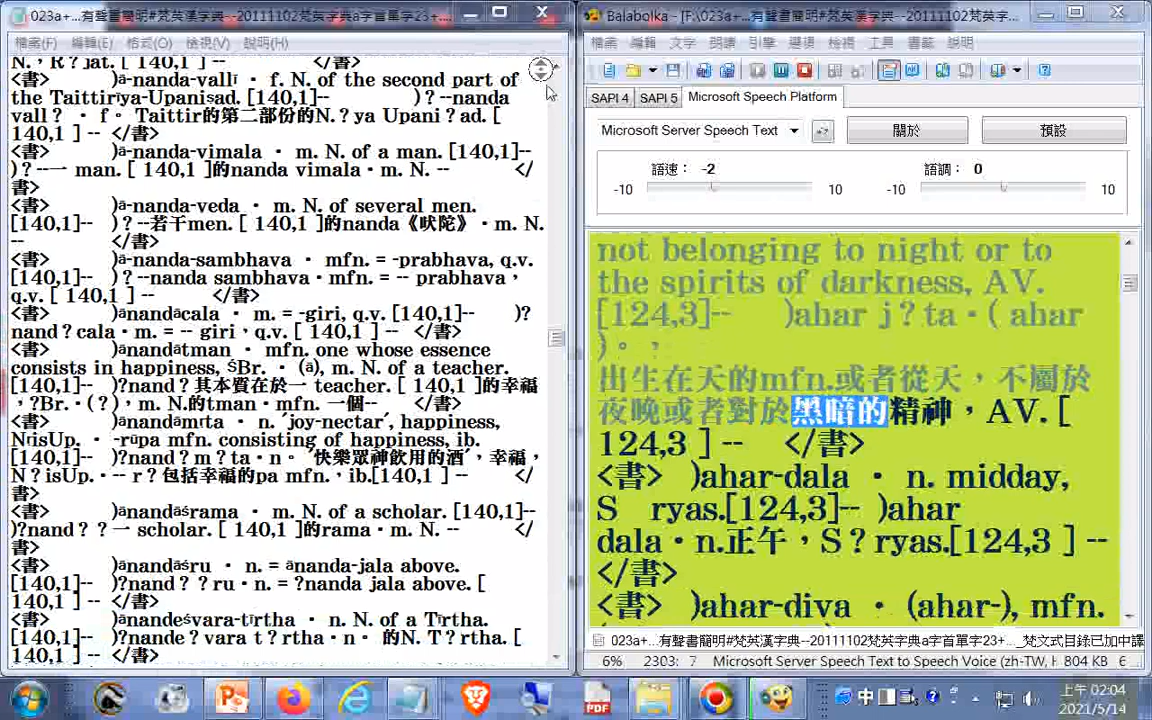 023a+...有聲書簡明#梵英漢字典--20111102梵英字典a字首單字23+...
檔案(F) 編輯(E) 格式(O) 檢視(V) 說明(H)
N.，R？jat. [ 140,1 ] -- </書>
<書> )ā-nanda-vallī ‧ f. N. of the second part of
the Taittirīya-Upaniṣad. [140,1]-- )？--nanda
vall？ ‧ f。 Taittir的第二部份的N.？ya Upani？ad. [
140,1 ] -- </書>
<書> )ā-nanda-vimala ‧ m. N. of a man. [140,1]--
)？--一 man. [ 140,1 ]的nanda vimala‧m. N. -- </
書>
<書> )ā-nanda-veda ‧ m. N. of several men.
[140,1]-- )？--若干men. [ 140,1 ]的nanda《吠陀》‧m. N.
-- </書>
<書> )ā-nanda-sambhava ‧ mfn. = -prabhava, q.v.
[140,1]-- )？--nanda sambhava‧mfn. = -- prabhava，
q.v. [ 140,1 ] -- </書>
<書> )ānandācala ‧ m. = -giri, q.v. [140,1]-- )？
nand？cala‧m. = -- giri，q.v. [ 140,1 ] -- </書>
<書> )ānandātman ‧ mfn. one whose essence
consists in happiness, ŚBr. ‧ (ā), m. N. of a teacher.
[140,1]-- )?nand？其本質在於一 teacher. [ 140,1 ]的幸福
，?Br.‧(？), m. N.的tman‧mfn. 一個-- </書>
<書> )ānandāmṛta ‧ n. 'joy-nectar', happiness,
NṛisUp. ‧ -rūpa mfn. consisting of happiness, ib.
[140,1]-- )?nand？m？ta‧n。 '快樂眾神飲用的酒'，幸福，
N？isUp.‧-- r？包括幸福的pa mfn.，ib.[140,1 ] -- </
書>
<書> )ānandāśrama ‧ m. N. of a scholar. [140,1]--
)?nand？？一 scholar. [ 140,1 ]的rama‧m. N. -- </
書>
<書> )ānandāśru ‧ n. = ānanda-jala above.
[140,1]-- )?nand？？ru‧n. = ?nanda jala above. [
140,1 ] -- </書>
<書> )ānandeśvara-tīrtha ‧ n. N. of a Tīrtha.
[140,1]-- )?nande？vara t？rtha‧n‧ 的N. T？rtha. [
140,1 ] -- </書>
Balabolka - [F:\023a+...有聲書簡明#梵英漢字典--20111102梵英字...
檔案 編輯 文字 朗讀 引擎 選項 檢視 工具 書籤 說明
SAPI 4 SAPI 5 Microsoft Speech Platform
Microsoft Server Speech Text 關於 預設
語速： -2 語調： 0
-10 10 -10 10
not belonging to night or to
the spirits of darkness, AV.
[124,3]-- )ahar j？ta‧( ahar
)。，
出生在天的mfn.或者從天，不屬於
夜晚或者對於黑暗的精神，AV. [
124,3 ] -- </書>
<書> )ahar-dala ‧ n. midday,
S ryas.[124,3]-- )ahar
dala‧n.正午，S？ryas.[124,3 ] --
</書>
<書> )ahar-diva ‧ (ahar-), mfn.
023a+...有聲書簡明#梵英漢字典--20111102梵英字典a字首單字23+..._梵文式目錄已加中譯
6% 2303: 7 Microsoft Server Speech Text to Speech Voice (zh-TW, H 804 KB 6
PDF
上午 02:04
2021/5/14